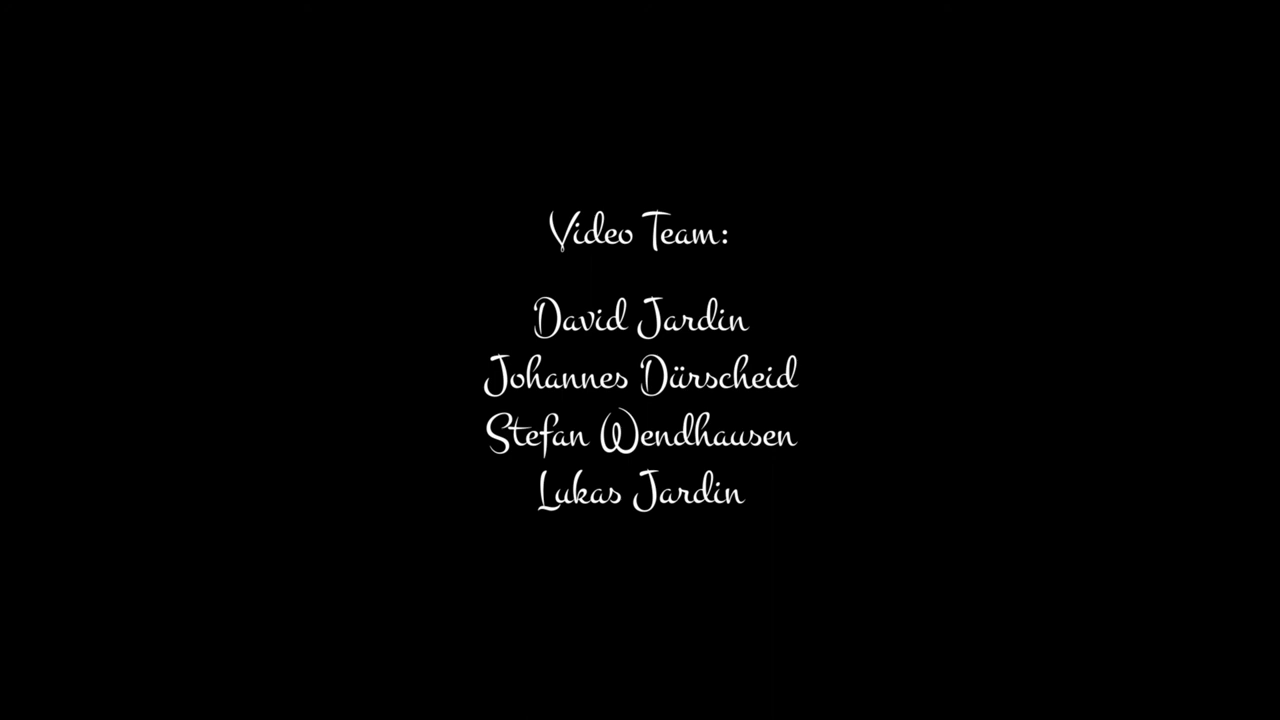 Video Team:
David Jardin
Johannes Dürscheid
Stefan Wendhausen
Lukas Jardin